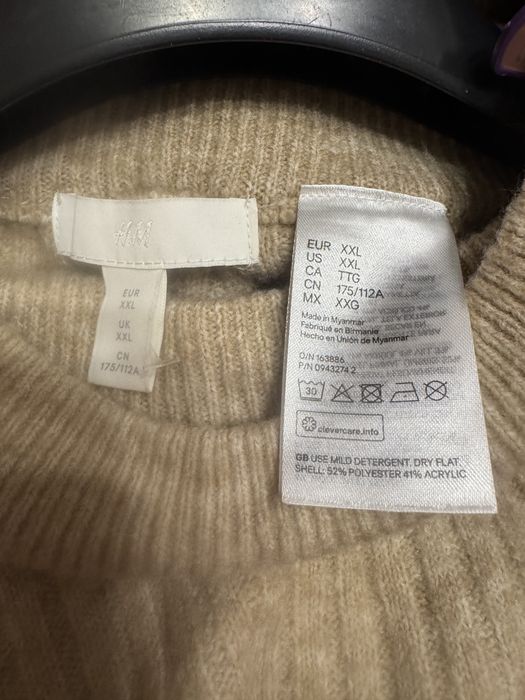 H&M
EUR
XXL
UK
XXL
CN
175/112A
EUR XXL
US XXL
CA TTG
CN 175/112A
MX XXG
Made in Myanmar
Fabriqué en Birmanie
Hecho en Unión de Myanmar
O/N 163886
P/N 0943274 2
30
clevercare.info
GB USE MILD DETERGENT. DRY FLAT.
SHELL: 52% POLYESTER 41% ACRYLIC